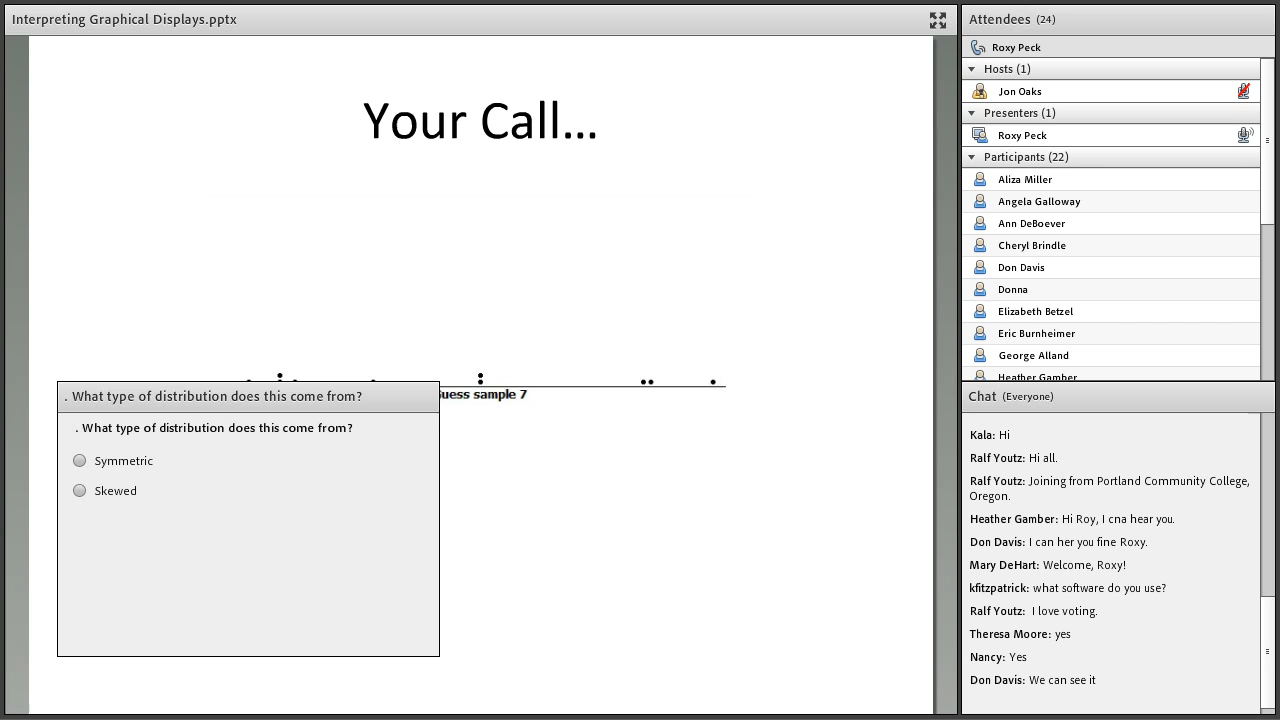 Interpreting Graphical Displays.pptx
Your Call...
uess sample 7
. What type of distribution does this come from?
. What type of distribution does this come from?
Symmetric
Skewed
Attendees (24)
Roxy Peck
Hosts (1)
Jon Oaks
Presenters (1)
Roxy Peck
Participants (22)
Aliza Miller
Angela Galloway
Ann DeBoever
Cheryl Brindle
Don Davis
Donna
Elizabeth Betzel
Eric Burnheimer
George Alland
Heather Gamber
Chat (Everyone)
Kala: Hi
Ralf Youtz: Hi all.
Ralf Youtz: Joining from Portland Community College,
Oregon.
Heather Gamber: Hi Roy, I cna hear you.
Don Davis: I can her you fine Roxy.
Mary DeHart: Welcome, Roxy!
kfitzpatrick: what software do you use?
Ralf Youtz: I love voting.
Theresa Moore: yes
Nancy: Yes
Don Davis: We can see it